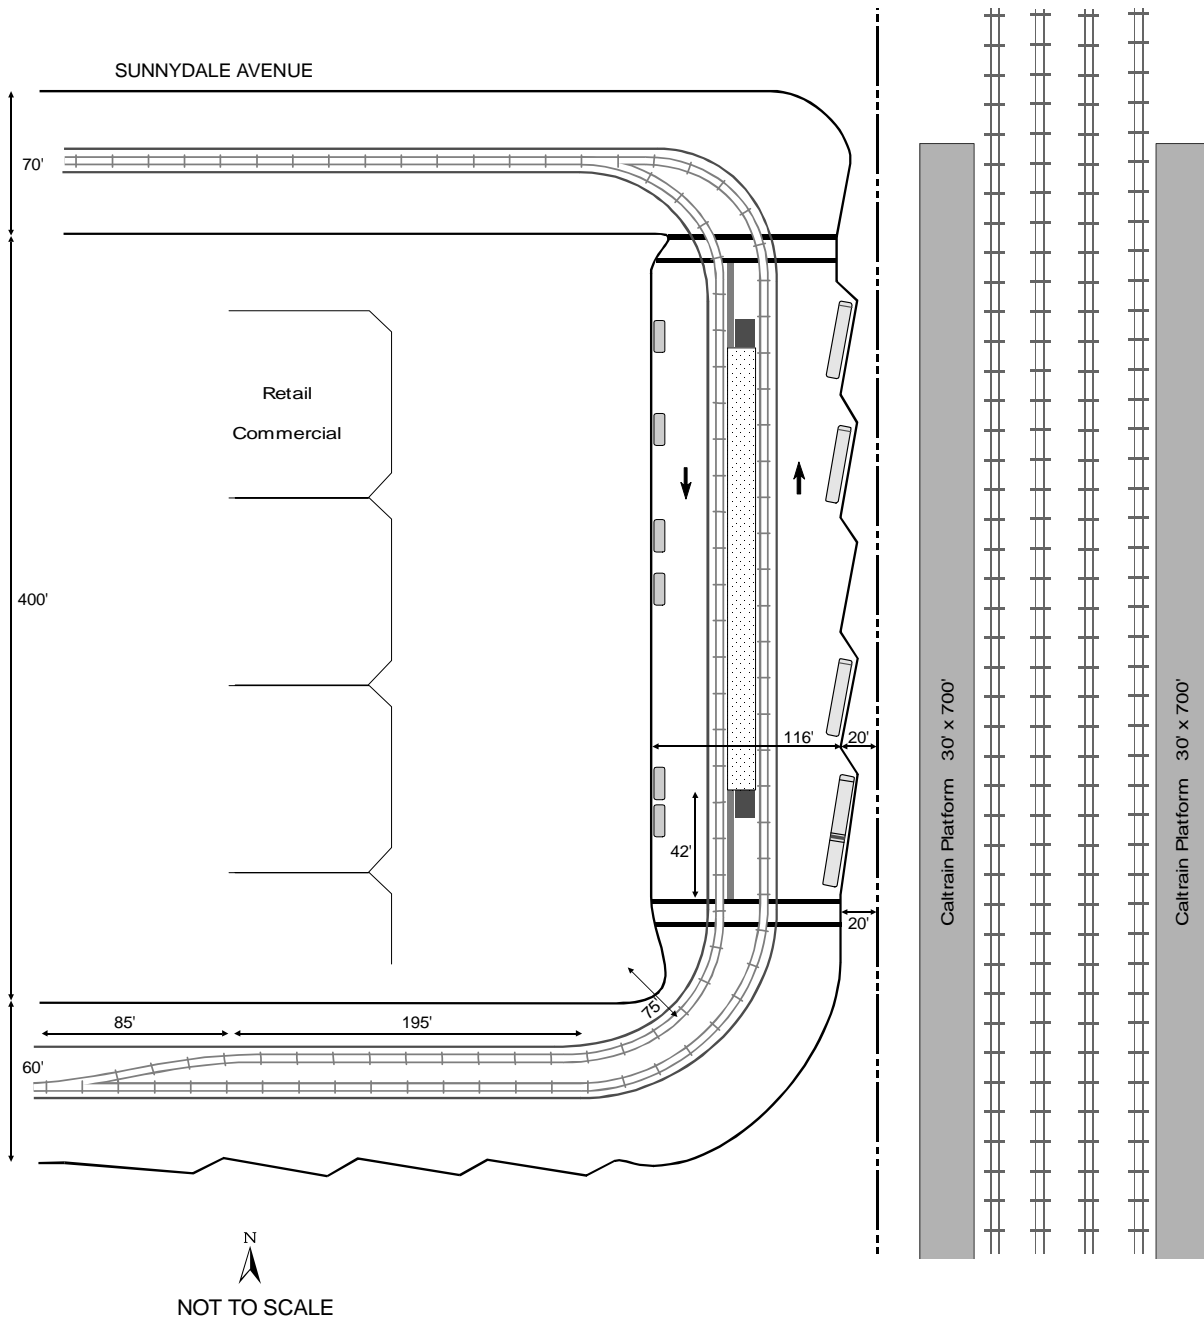 SUNNYDALE AVENUE
70'
Retail
Commercial
400'
116'
20'
42'
20'
75'
85'
195'
60'
Caltrain Platform 30' x 700'
Caltrain Platform 30' x 700'
N
NOT TO SCALE